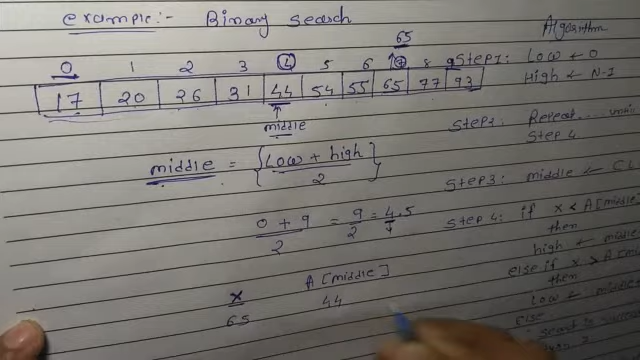 example:- Binary search
65
0 1 2 3 4 5 6 7 8 9
17 20 26 31 44 54 55 65 77 93
middle
middle = {Low + high} / 2
0 + 9 / 2 = 9 / 2 = 4.5
4
x A[middle]
65 44
Algorithm
Step1: Low ← 0
High ← N-1
Step2: Repeat....
Step 4
Step3: middle ←
Step 4: if x < A[middle]
then
high ← middle
else if x > A[
then
Low ← middle
else
search is